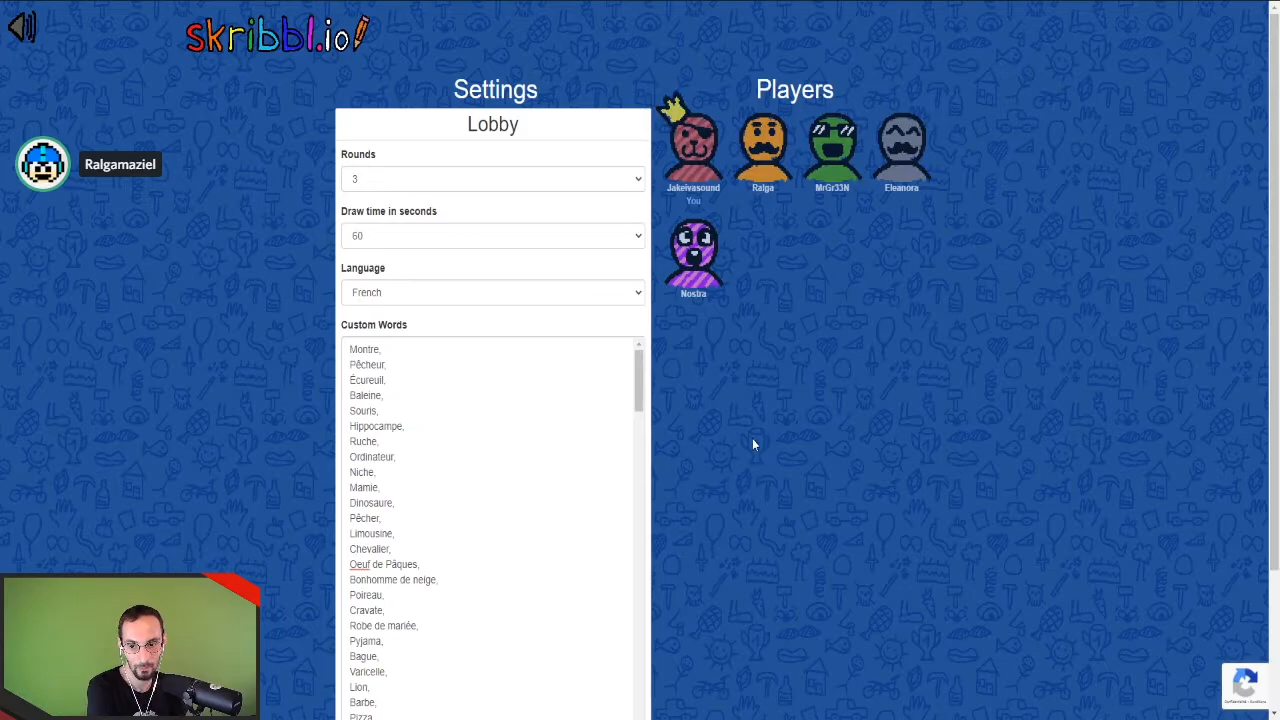 skribbl.io
Settings
Players
Lobby
Rounds
3
Jakeivasound
Ralga
MrGr33N
Eleanora
You
Ralgamaziel
Draw time in seconds
60
Language
French
Nostra
Custom Words
Montre,
Pêcheur,
Écureuil,
Baleine,
Souris,
Hippocampe,
Ruche,
Ordinateur,
Niche,
Mamie,
Dinosaure,
Pêcher,
Limousine,
Chevalier,
Oeuf de Pâques,
Bonhomme de neige,
Poireau,
Cravate,
Robe de mariée,
Pyjama,
Bague,
Varicelle,
Lion,
Barbe,
Pizza